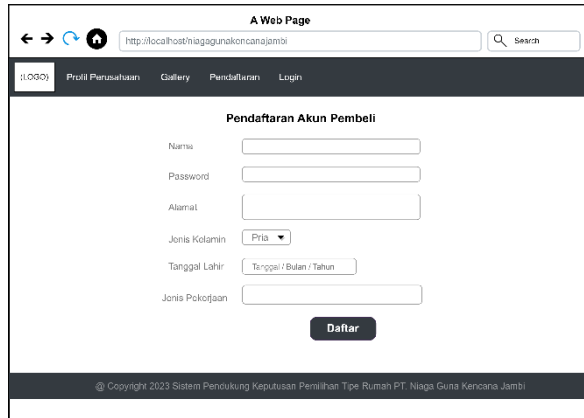 A Web Page
http://localhost/niagagunakencanajambi
Search
(LOGO) Profil Perusahaan Gallery Pendaftaran Login
Pendaftaran Akun Pembeli
Nama
Password
Alamat
Jenis Kelamin Pria
Tanggal Lahir Tanggal / Bulan / Tahun
Jenis Pekerjaan
Daftar
@ Copyright 2023 Sistem Pendukung Keputusan Pemilihan Tipe Rumah PT. Niaga Guna Kencana Jambi